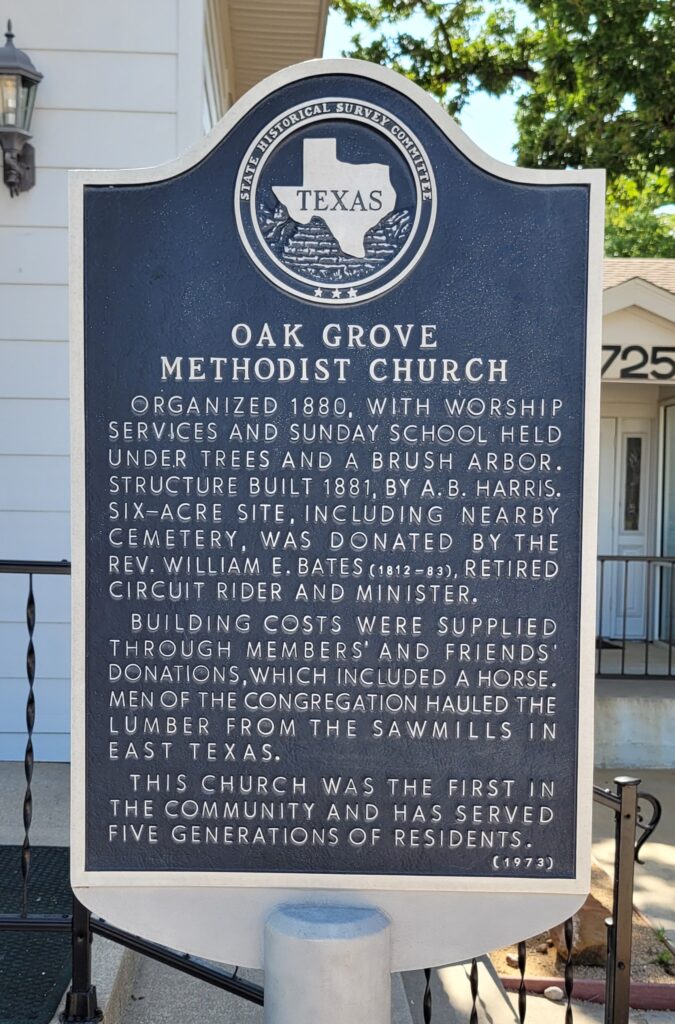 STATE HISTORICAL SURVEY COMMITTEE
TEXAS
OAK GROVE
METHODIST CHURCH
ORGANIZED 1880, WITH WORSHIP
SERVICES AND SUNDAY SCHOOL HELD
UNDER TREES AND A BRUSH ARBOR.
STRUCTURE BUILT 1881, BY A.B. HARRIS.
SIX-ACRE SITE, INCLUDING NEARBY
CEMETERY, WAS DONATED BY THE
REV. WILLIAM E. BATES (1812-83), RETIRED
CIRCUIT RIDER AND MINISTER.
BUILDING COSTS WERE SUPPLIED
THROUGH MEMBERS' AND FRIENDS'
DONATIONS, WHICH INCLUDED A HORSE.
MEN OF THE CONGREGATION HAULED THE
LUMBER FROM THE SAWMILLS IN
EAST TEXAS.
THIS CHURCH WAS THE FIRST IN
THE COMMUNITY AND HAS SERVED
FIVE GENERATIONS OF RESIDENTS.
(1973)
725